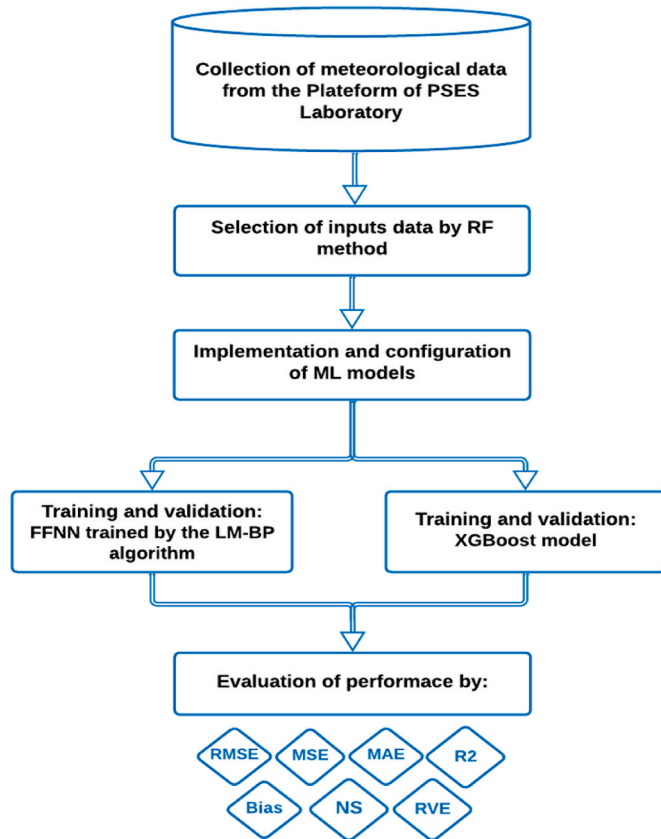 Collection of meteorological data
from the Plateform of PSES
Laboratory
Selection of inputs data by RF
method
Implementation and configuration
of ML models
Training and validation:
FFNN trained by the LM-BP
algorithm
Training and validation:
XGBoost model
Evaluation of performace by:
RMSE
MSE
MAE
R2
Bias
NS
RVE